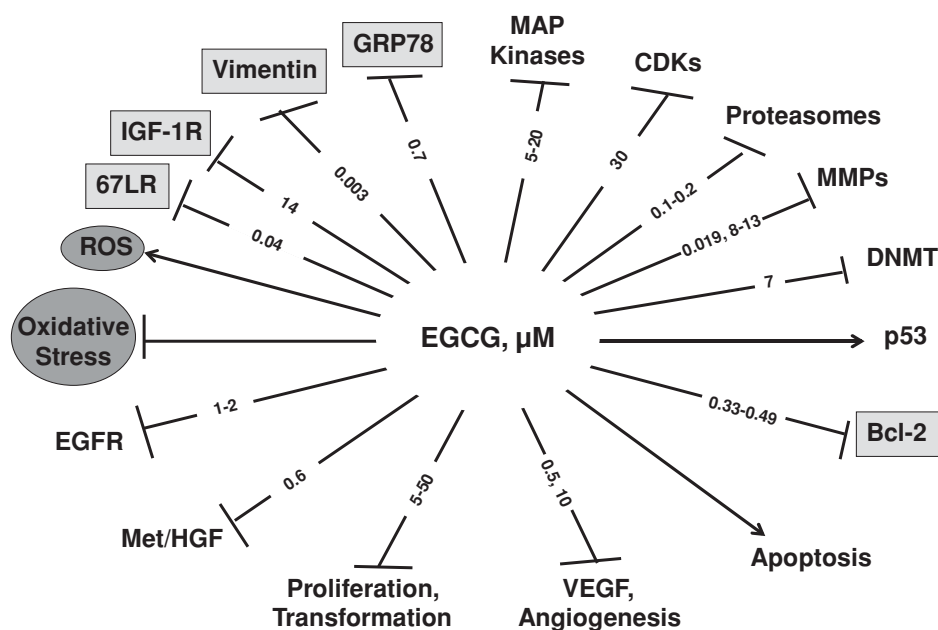 MAP
Kinases
GRP78
CDKs
Vimentin
Proteasomes
IGF-1R
MMPs
67LR
DNMT
ROS
p53
Oxidative
Stress
Bcl-2
EGFR
Apoptosis
Met/HGF
Proliferation,
Transformation
VEGF,
Angiogenesis
EGCG, µM
0.7
5-20
30
0.003
0.1-0.2
14
0.019, 8-13
0.04
7
1-2
0.33-0.49
0.6
5-50
0.5, 10